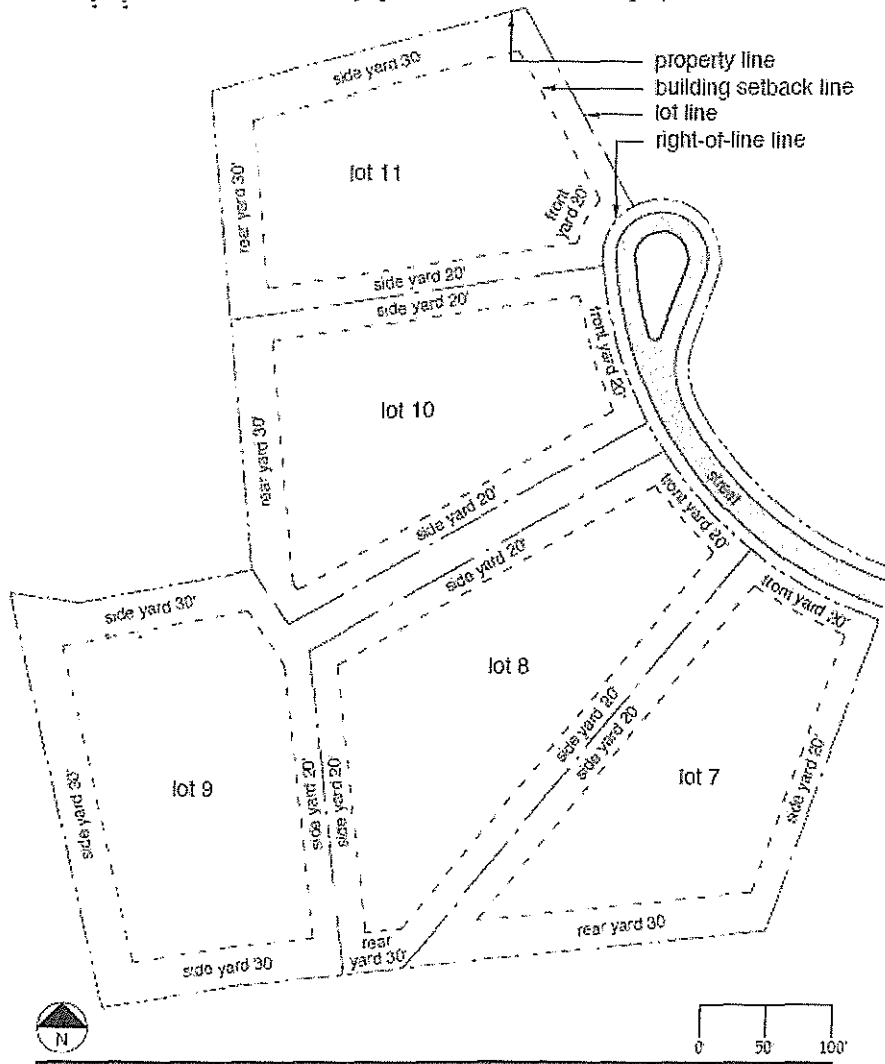 property line
building setback line
lot line
right-of-line line
side yard 30'
rear yard 30'
lot 11
front
yard 20'
side yard 20'
side yard 20'
front yard 20'
rear yard 30'
lot 10
side yard 20'
side yard 20'
street
front yard 20'
front yard 20'
side yard 30'
lot 8
side yard 20'
side yard 20
side yard 30'
lot 9
side yard 20'
side yard 20'
lot 7
side yard 20'
rear
yard 30'
rear yard 30
side yard 30
N
0'
50'
100'